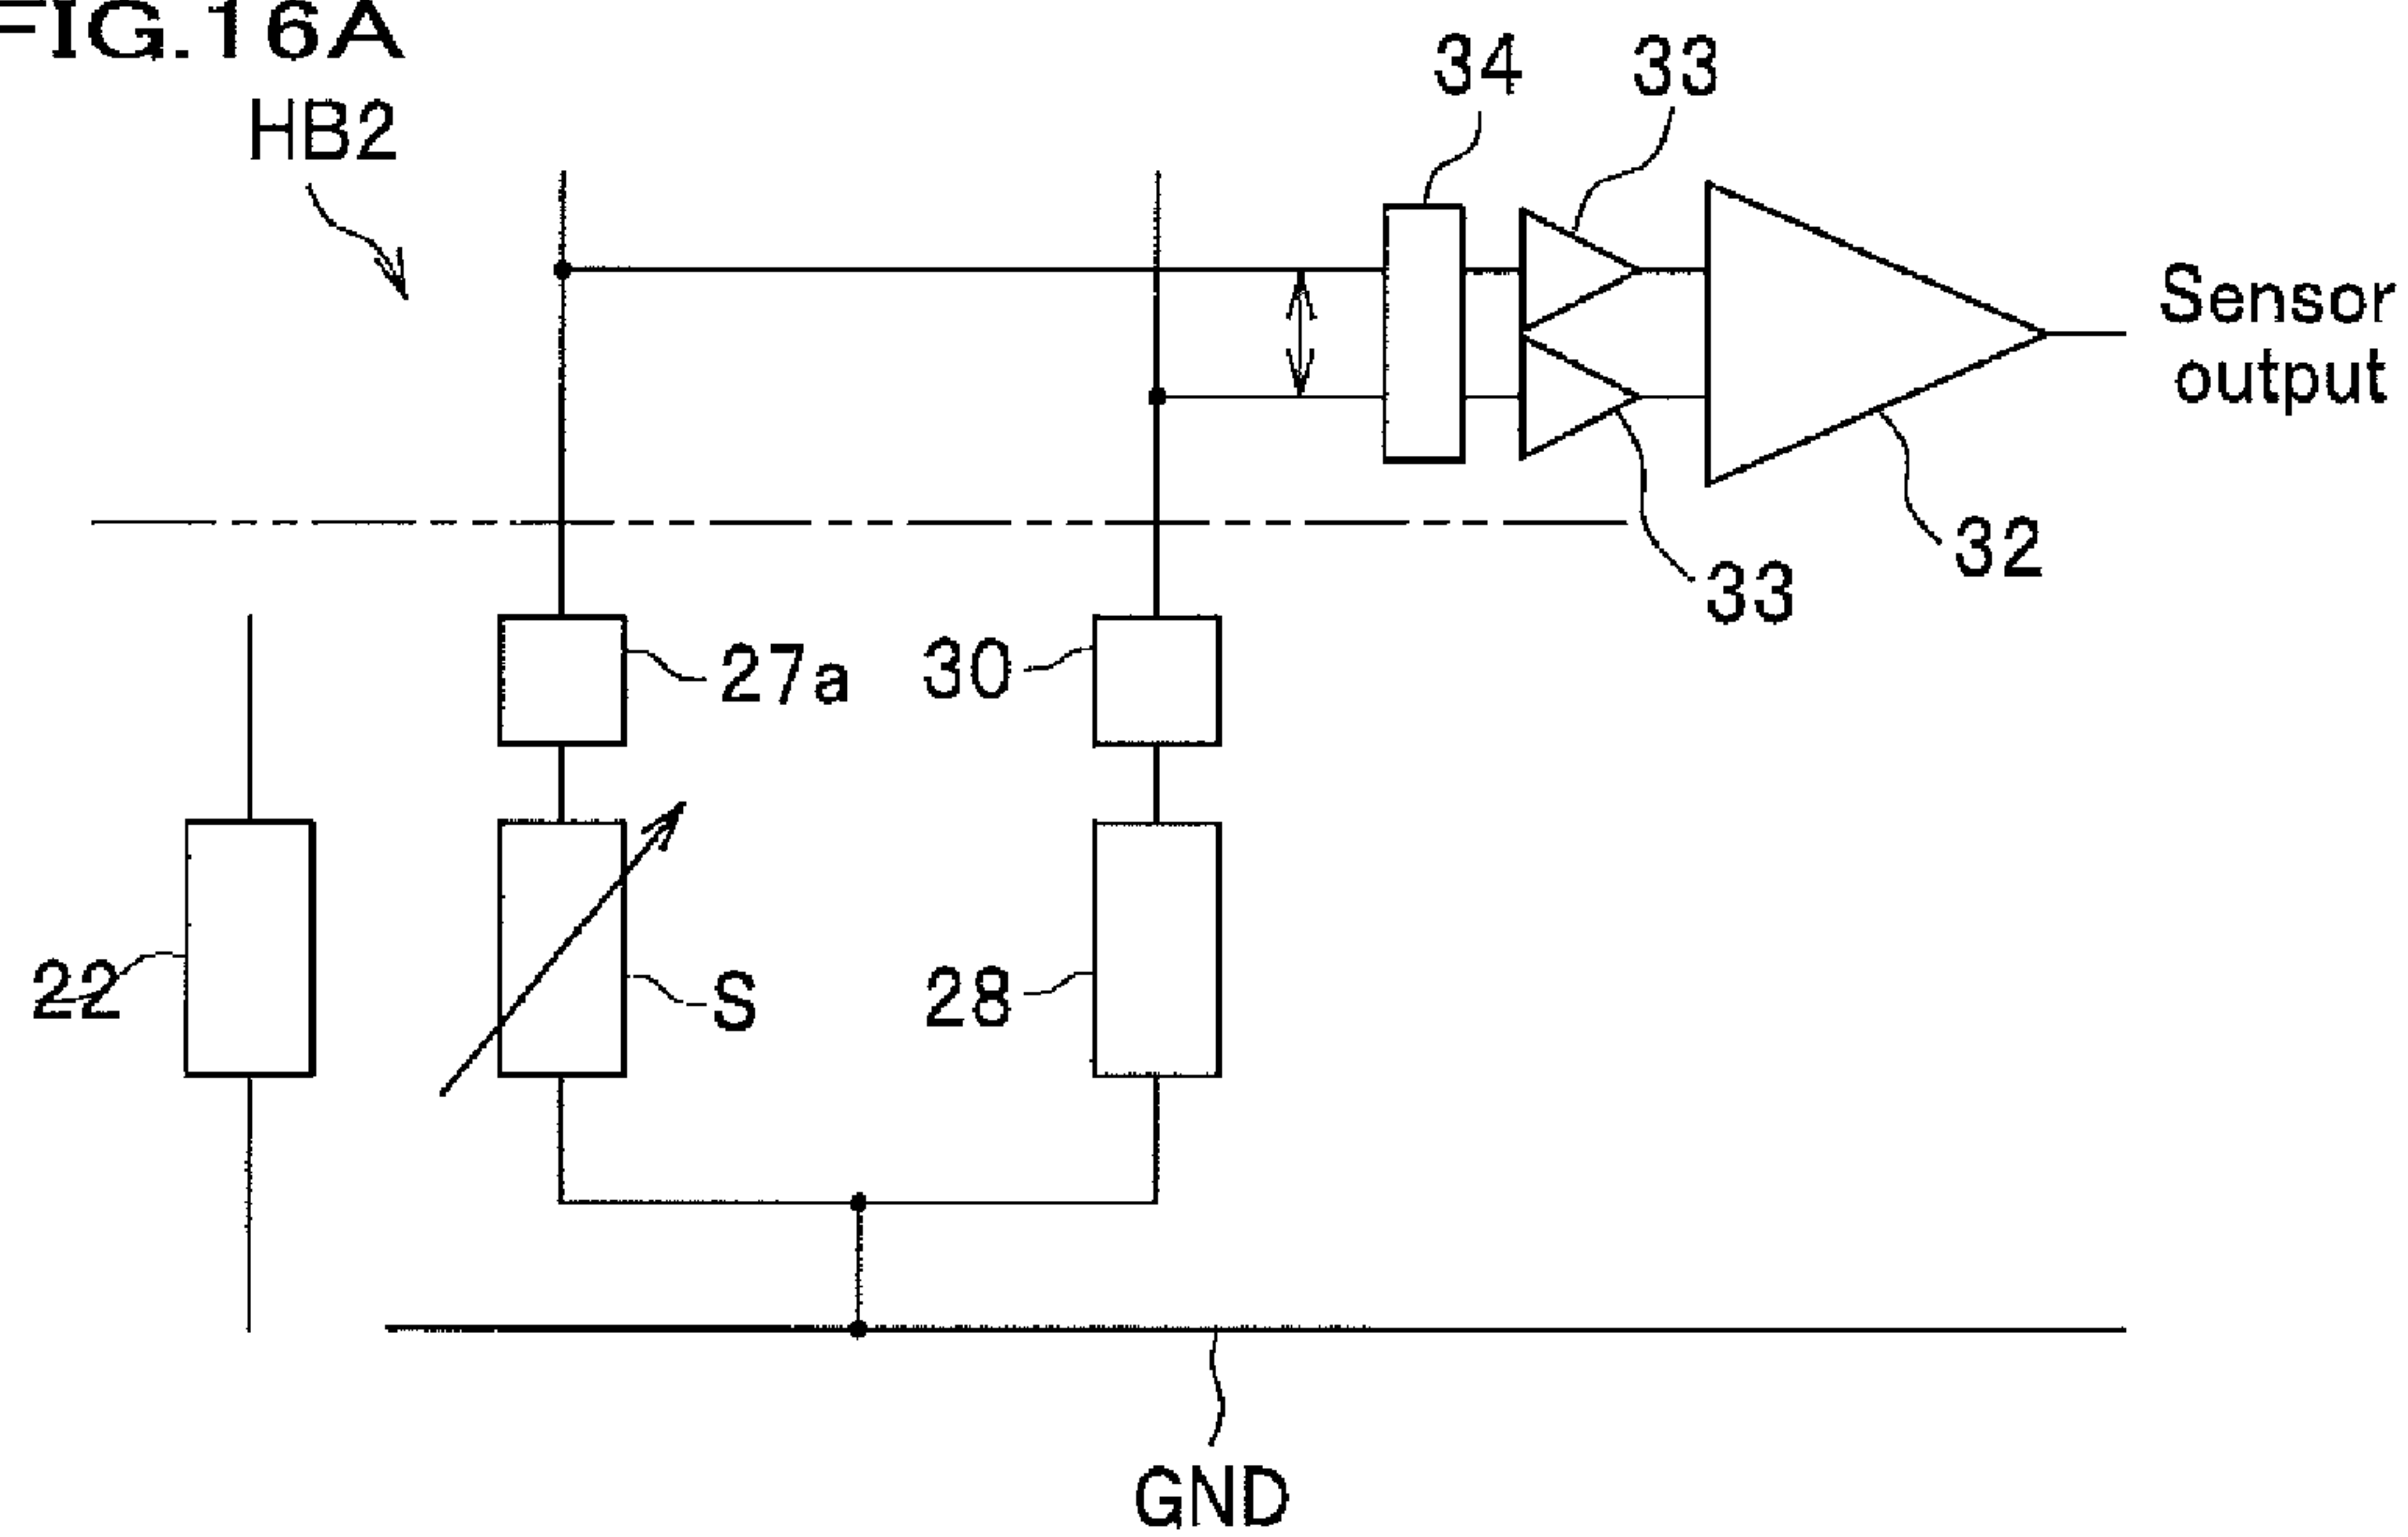 FIG.16A
HB2
34
33
Sensor
output
32
33
27a
30
22
S
28
GND